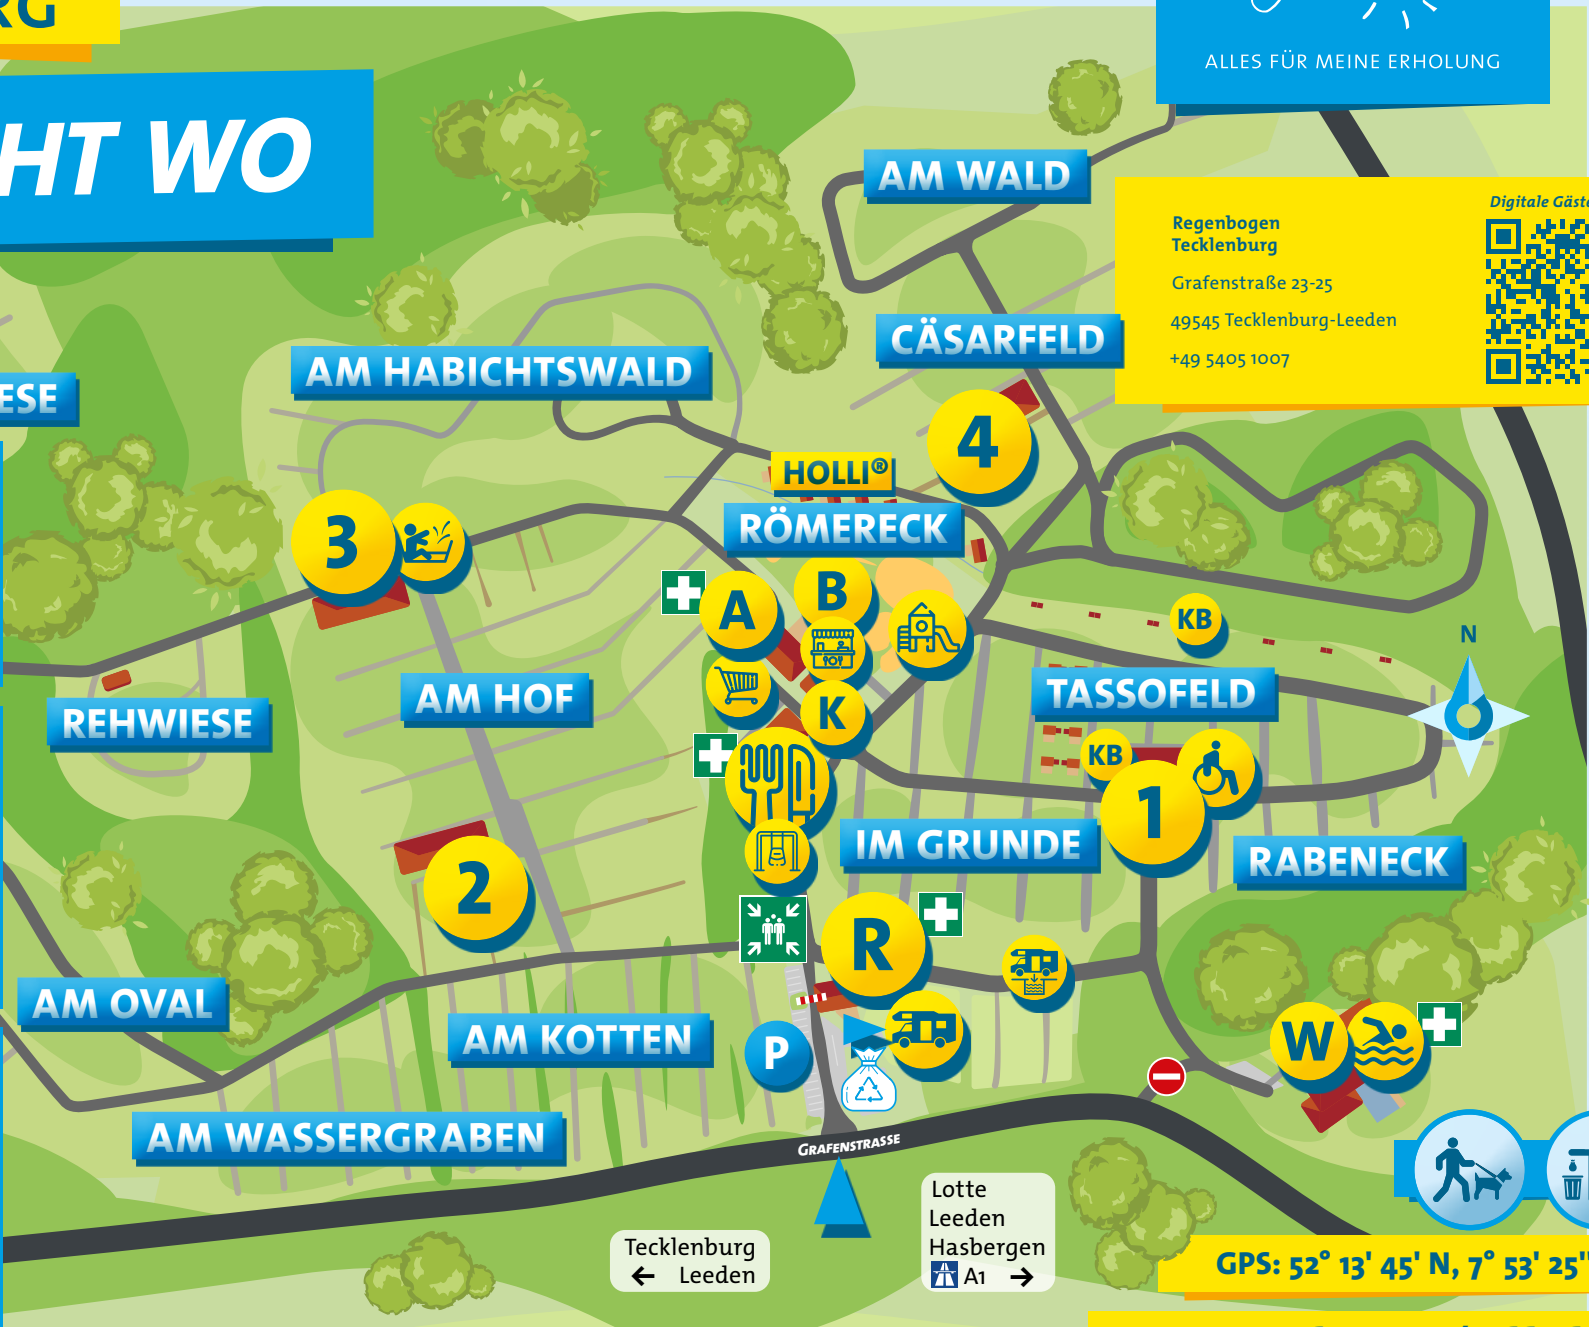 RG
HT WO
ALLES FÜR MEINE ERHOLUNG
AM WALD
Digitale Gäste
Regenbogen
Tecklenburg
Grafenstraße 23-25
49545 Tecklenburg-Leeden
+49 5405 1007
CÄSARFELD
AM HABICHTSWALD
ESE
4
HOLLI®
RÖMERECK
3
A
B
KB
N
AM HOF
REHWIESE
K
TASSOFELD
KB
1
IM GRUNDE
RABENECK
2
R
AM OVAL
AM KOTTEN
P
W
AM WASSERGRABEN
GRAFENSTRASSE
Lotte
Leeden
Hasbergen
A1 →
Tecklenburg
← Leeden
GPS: 52° 13' 45' N, 7° 53' 25"